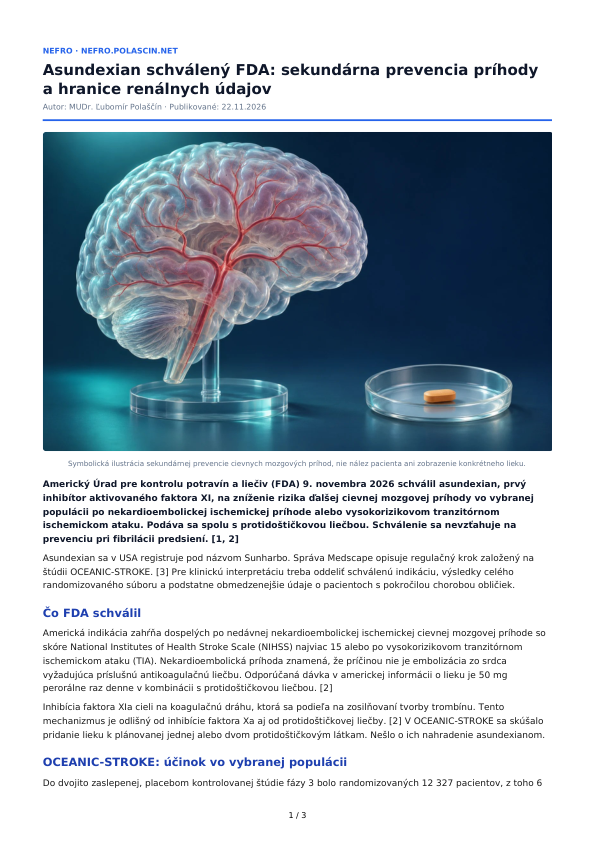 NEFRO · NEFRO.POLASCIN.NET
Asundexian schválený FDA: sekundárna prevencia príhody
a hranice renálnych údajov
Autor: MUDr. Ľubomír Polaščín · Publikované: 22.11.2026
Symbolická ilustrácia sekundárnej prevencie cievnych mozgových príhod, nie nález pacienta ani zobrazenie konkrétneho lieku.
Americký Úrad pre kontrolu potravín a liečiv (FDA) 9. novembra 2026 schválil asundexian, prvý
inhibítor aktivovaného faktora XI, na zníženie rizika ďalšej cievnej mozgovej príhody vo vybranej
populácii po nekardioembolickej ischemickej príhode alebo vysokorizikovom tranzitórnom
ischemickom ataku. Podáva sa spolu s protidoštičkovou liečbou. Schválenie sa nevzťahuje na
prevenciu pri fibrilácii predsiení. [1, 2]
Asundexian sa v USA registruje pod názvom Sunharbo. Správa Medscape opisuje regulačný krok založený na
štúdii OCEANIC-STROKE. [3] Pre klinickú interpretáciu treba oddeliť schválenú indikáciu, výsledky celého
randomizovaného súboru a podstatne obmedzenejšie údaje o pacientoch s pokročilou chorobou obličiek.
Čo FDA schválil
Americká indikácia zahŕňa dospelých po nedávnej nekardioembolickej ischemickej cievnej mozgovej príhode so
skóre National Institutes of Health Stroke Scale (NIHSS) najviac 15 alebo po vysokorizikovom tranzitórnom
ischemickom ataku (TIA). Nekardioembolická príhoda znamená, že príčinou nie je embolizácia zo srdca
vyžadujúca príslušnú antikoagulačnú liečbu. Odporúčaná dávka v americkej informácii o lieku je 50 mg
perorálne raz denne v kombinácii s protidoštičkovou liečbou. [2]
Inhibícia faktora XIa cieli na koagulačnú dráhu, ktorá sa podieľa na zosilňovaní tvorby trombínu. Tento
mechanizmus je odlišný od inhibície faktora Xa aj od protidoštičkovej liečby. [2] V OCEANIC-STROKE sa skúšalo
pridanie lieku k plánovanej jednej alebo dvom protidoštičkovým látkam. Nešlo o ich nahradenie asundexianom.
OCEANIC-STROKE: účinok vo vybranej populácii
Do dvojito zaslepenej, placebom kontrolovanej štúdie fázy 3 bolo randomizovaných 12 327 pacientov, z toho 6
1 / 3